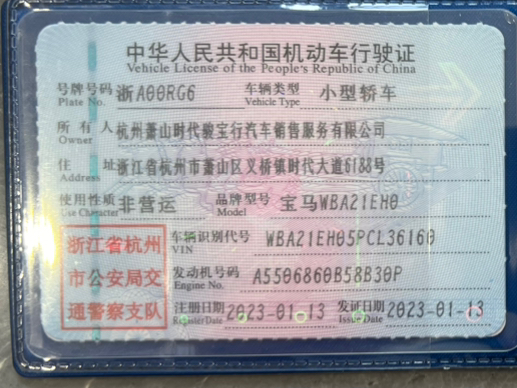 中华人民共和国机动车行驶证
Vehicle License of the People's Republic of China
号牌号码 浙A00RG6 车辆类型 小型轿车
Plate No. Vehicle Type
所有人 杭州萧山时代骏宝行汽车销售服务有限公司
Owner
住址 浙江省杭州市萧山区义桥镇时代大道6188号
Address
使用性质 非营运 品牌型号 宝马WBA21EH0
Use Character Model
浙江省杭州
市公安局交
通警察支队
车辆识别代号 WBA21EH05PCL36160
VIN
发动机号码 A5506860B58B30P
Engine No.
注册日期 2023-01-13 发证日期 2023-01-13
Register Date Issue Date